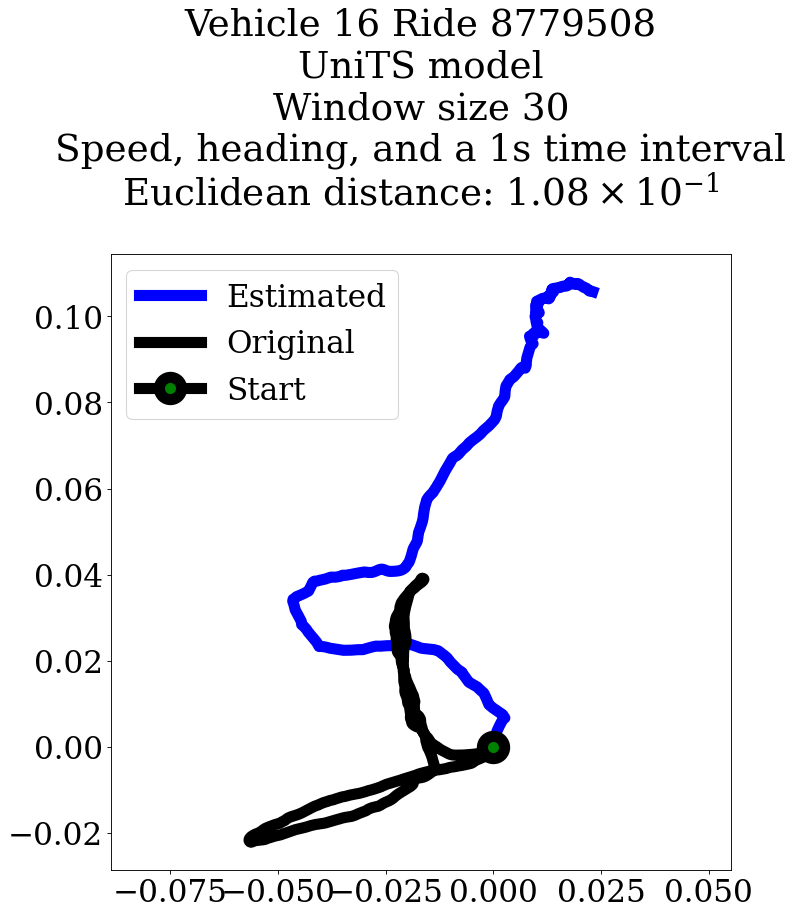 Vehicle 16 Ride 8779508
UniTS model
Window size 30
Speed, heading, and a 1s time interval
Euclidean distance: 1.08 × 10⁻¹
Estimated
Original
Start
0.10
0.08
0.06
0.04
0.02
0.00
−0.02
−0.075 −0.050 −0.025 0.000 0.025 0.050